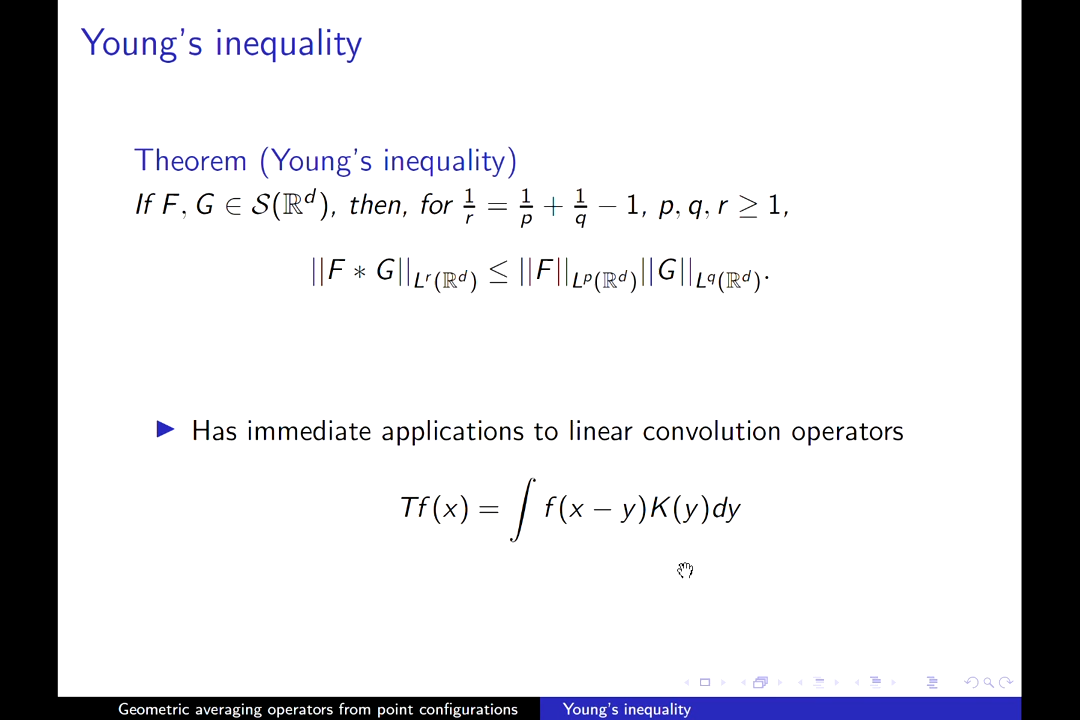 Young's inequality
Theorem (Young's inequality)
If F, G ∈ 𝒮(ℝ^d), then, for 1/r = 1/p + 1/q − 1, p, q, r ≥ 1,
||F ∗ G||_{L^r(ℝ^d)} ≤ ||F||_{L^p(ℝ^d)}||G||_{L^q(ℝ^d)}.
▶ Has immediate applications to linear convolution operators
Tf(x) = ∫ f(x − y)K(y)dy
Geometric averaging operators from point configurations
Young's inequality